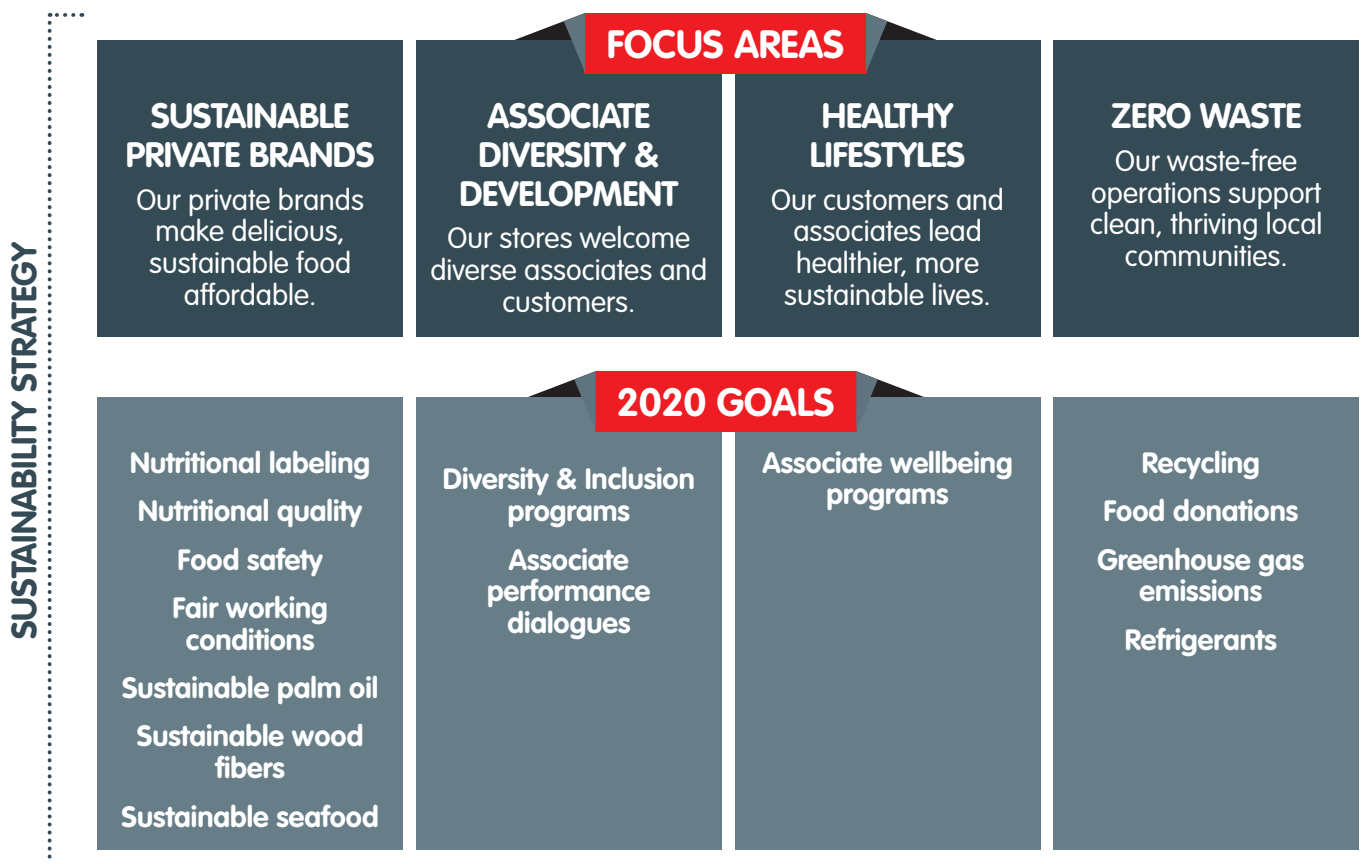 SUSTAINABILITY STRATEGY
FOCUS AREAS
SUSTAINABLE
PRIVATE BRANDS
Our private brands
make delicious,
sustainable food
affordable.
ASSOCIATE
DIVERSITY &
DEVELOPMENT
Our stores welcome
diverse associates and
customers.
HEALTHY
LIFESTYLES
Our customers and
associates lead
healthier, more
sustainable lives.
ZERO WASTE
Our waste-free
operations support
clean, thriving local
communities.
2020 GOALS
Nutritional labeling
Nutritional quality
Food safety
Fair working
conditions
Sustainable palm oil
Sustainable wood
fibers
Sustainable seafood
Diversity & Inclusion
programs
Associate
performance
dialogues
Associate wellbeing
programs
Recycling
Food donations
Greenhouse gas
emissions
Refrigerants